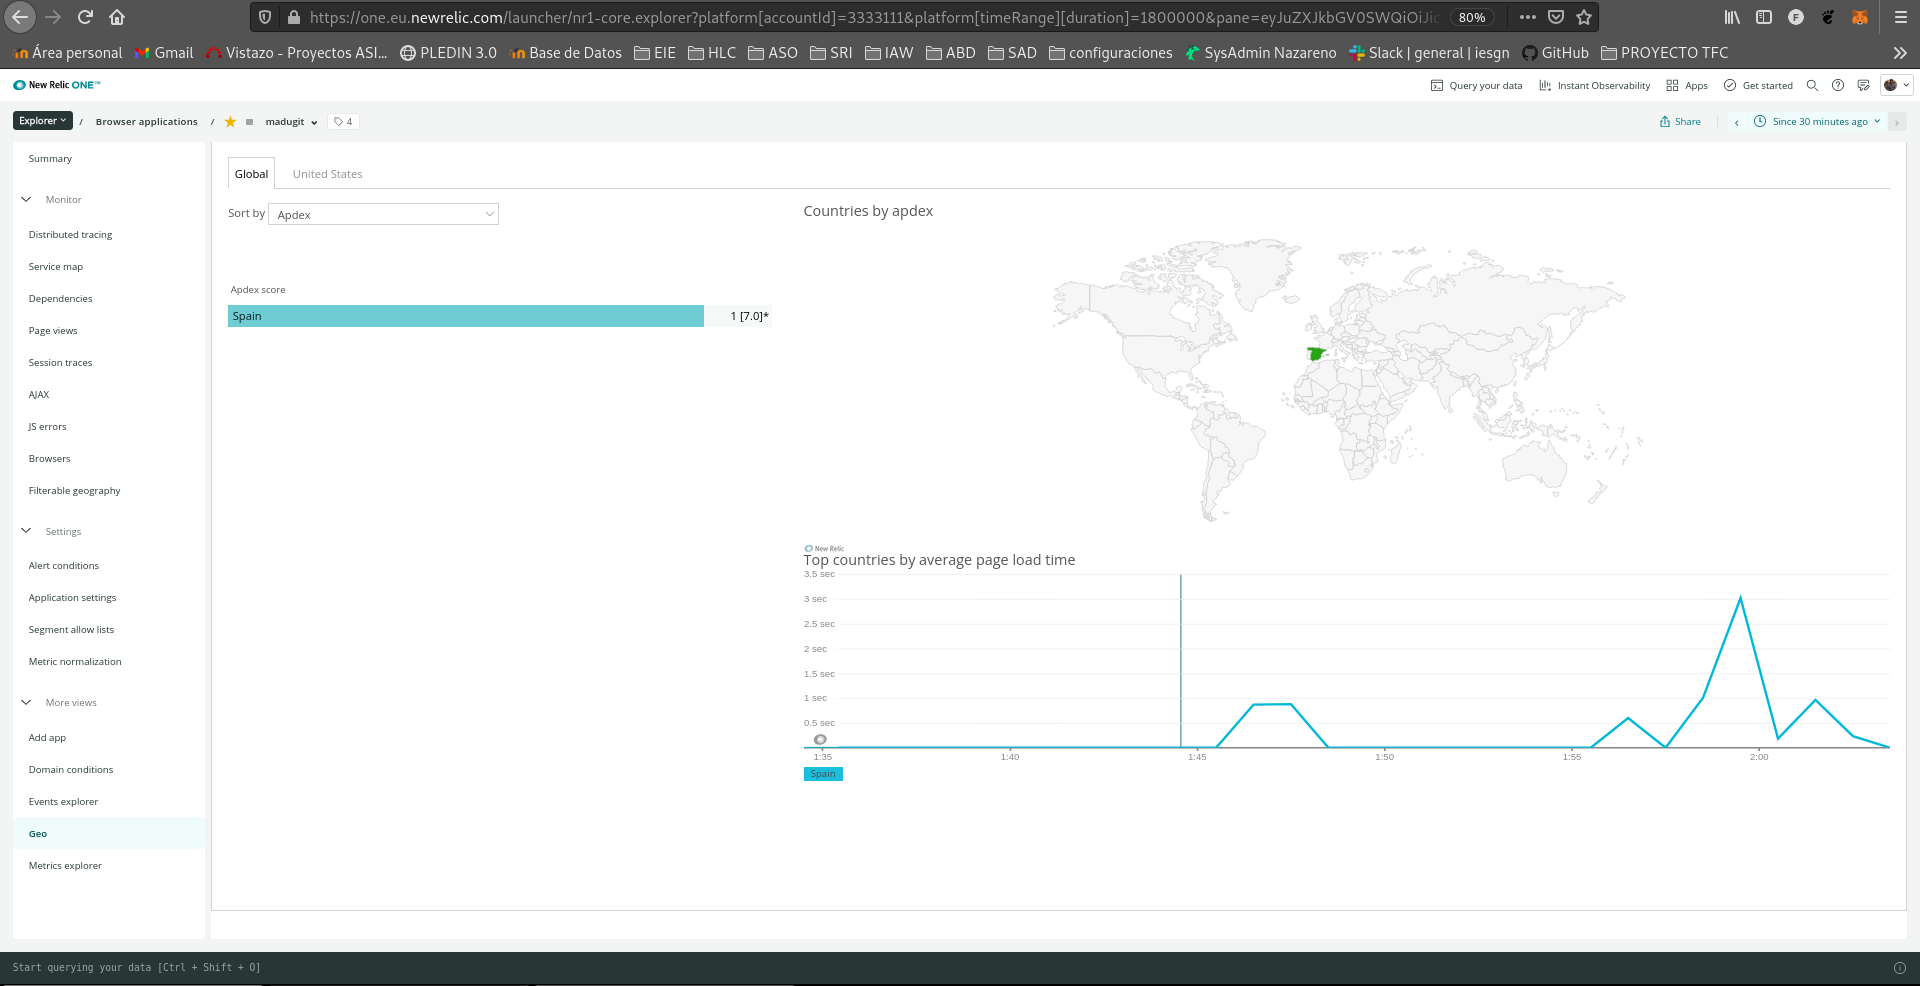 https://one.eu.newrelic.com/launcher/nr1-core.explorer?platform[accountId]=3333111&platform[timeRange][duration]=1800000&pane=eyJuZXJkbGV0SWQiOiJic 80%
Área personal Gmail Vistazo - Proyectos ASI... PLEDIN 3.0 Base de Datos EIE HLC ASO SRI IAW ABD SAD configuraciones SysAdmin Nazareno Slack | general | iesgn GitHub PROYECTO TFC
New Relic ONE™ Query your data Instant Observability Apps Get started
Explorer / Browser applications / madugit 4 Share Since 30 minutes ago
Summary
Monitor
Distributed tracing
Service map
Dependencies
Page views
Session traces
AJAX
JS errors
Browsers
Filterable geography
Settings
Alert conditions
Application settings
Segment allow lists
Metric normalization
More views
Add app
Domain conditions
Events explorer
Geo
Metrics explorer
Global United States
Sort by Apdex
Apdex score
Spain 1 [7.0]*
Countries by apdex
New Relic
Top countries by average page load time
3.5 sec
3 sec
2.5 sec
2 sec
1.5 sec
1 sec
0.5 sec
1:35 1:40 1:45 1:50 1:55 2:00
Spain
Start querying your data [Ctrl + Shift + O]